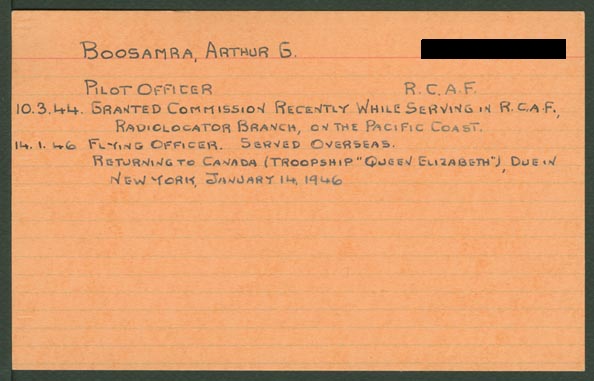 BOOSAMRA, ARTHUR G.
PILOT OFFICER R.C.A.F.
10.3.44. GRANTED COMMISSION RECENTLY WHILE SERVING IN R.C.A.F.,
RADIOLOCATOR BRANCH, ON THE PACIFIC COAST.
14.1.46 FLYING OFFICER. SERVED OVERSEAS.
RETURNING TO CANADA (TROOPSHIP "QUEEN ELIZABETH"), DUE IN
NEW YORK, JANUARY 14, 1946